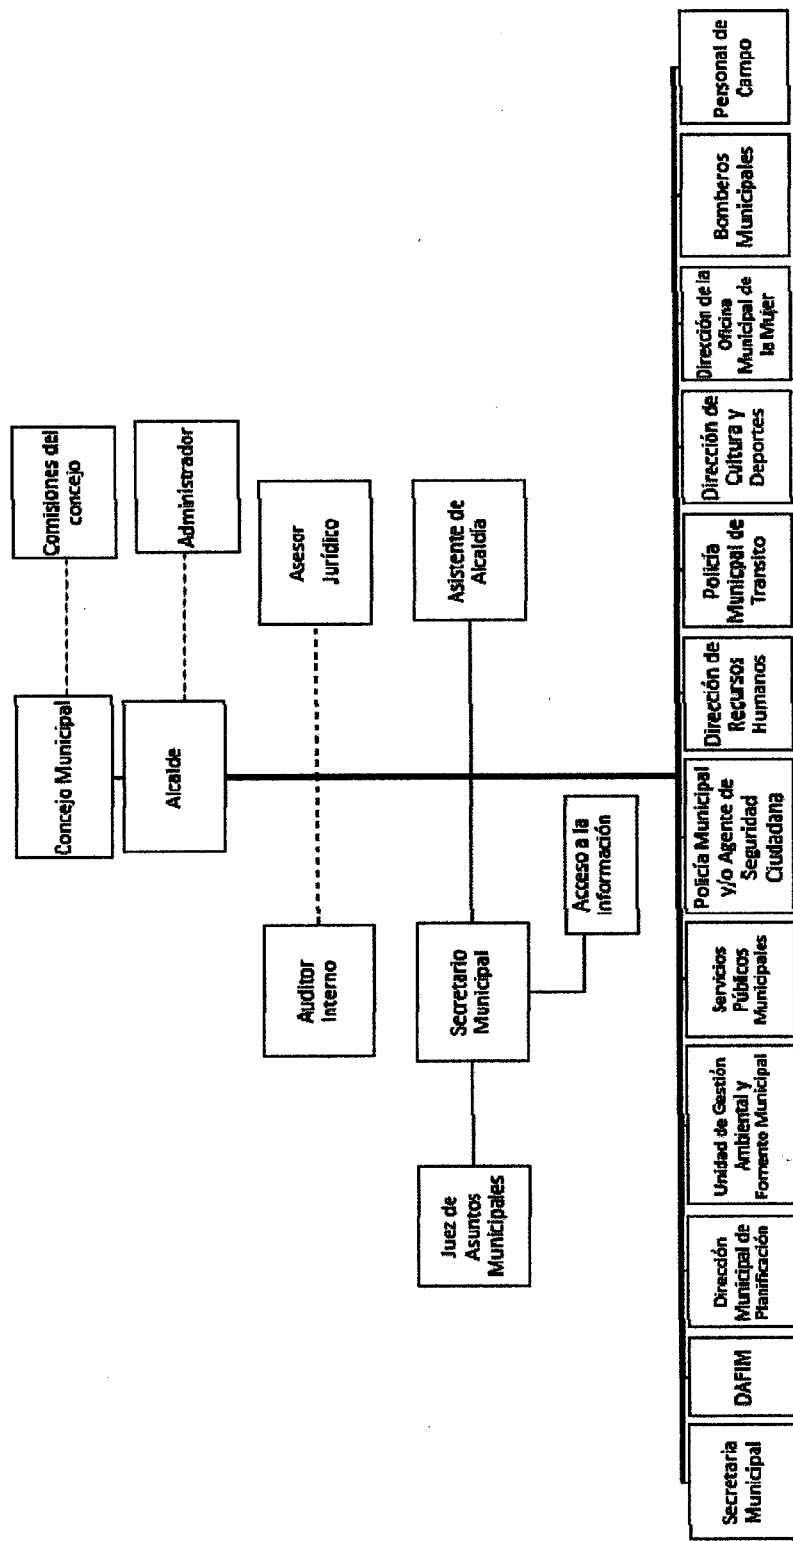 Comisiones del
concejo
Concejo Municipal
Administrador
Alcalde
Asesor
Jurídico
Auditor
Interno
Asistente de
Alcaldía
Secretario
Municipal
Juez de
Asuntos
Municipales
Acceso a la
Información
Secretaria
Municipal
DAFIM
Dirección
Municipal de
Planificación
Unidad de Gestión
Ambiental y
Fomento Municipal
Servicios
Públicos
Municipales
Policía Municipal
y/o Agente de
Seguridad
Ciudadana
Dirección de
Recursos
Humanos
Policía
Municpal de
Transito
Dirección de
Cultura y
Deportes
Dirección de la
Oficina
Municipal de
la Mujer
Bomberos
Municipales
Personal de
Campo